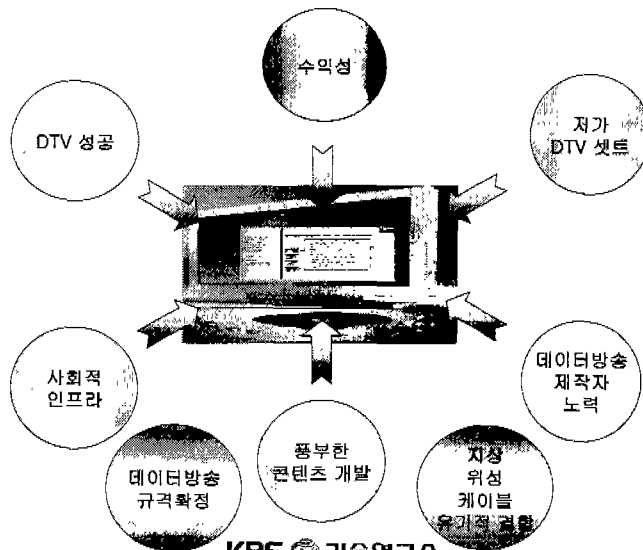 수익성
DTV 성공
저가
DTV 셋트
사회적
인프라
데이터방송
제작자
노력
데이터방송
규격확정
풍부한
콘텐츠 개발
지상
위성
케이블
유기적 결합
KBS 기술연구소